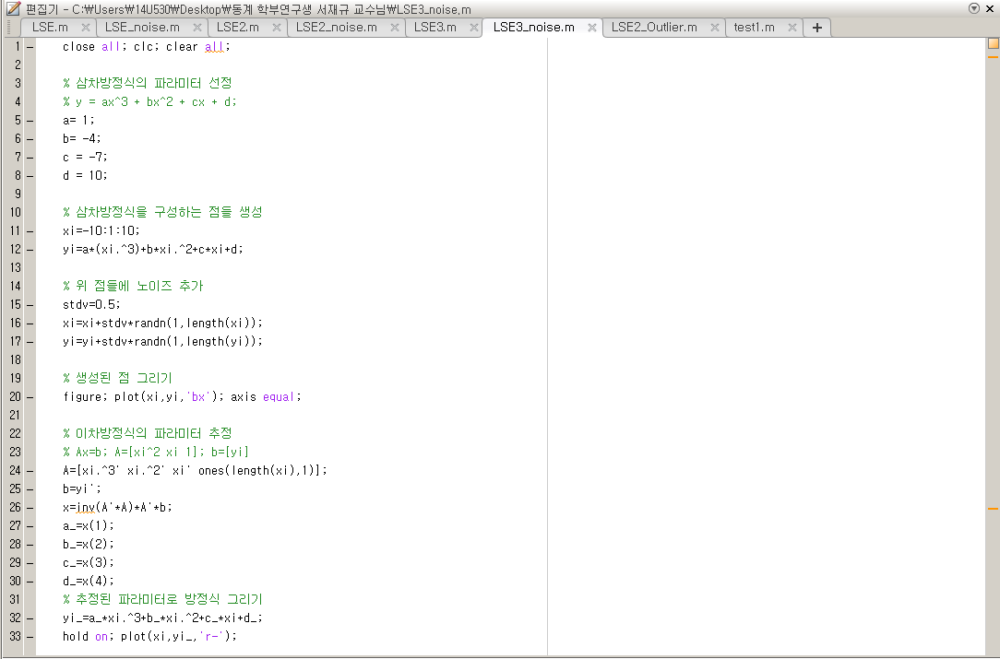 편집기 - C:\Users\14U530\Desktop\동계 학부연구생 서재규 교수님\LSE3_noise.m
LSE.m LSE_noise.m LSE2.m LSE2_noise.m LSE3.m LSE3_noise.m LSE2_Outlier.m test1.m
1 close all; clc; clear all;
2
3 % 삼차방정식의 파라미터 선정
4 % y = ax^3 + bx^2 + cx + d;
5 a= 1;
6 b= -4;
7 c = -7;
8 d = 10;
9
10 % 삼차방정식을 구성하는 점들 생성
11 xi=-10:1:10;
12 yi=a*(xi.^3)+b*xi.^2+c*xi+d;
13
14 % 위 점들에 노이즈 추가
15 stdv=0.5;
16 xi=xi+stdv*randn(1,length(xi));
17 yi=yi+stdv*randn(1,length(yi));
18
19 % 생성된 점 그리기
20 figure; plot(xi,yi,'bx'); axis equal;
21
22 % 이차방정식의 파라미터 추정
23 % Ax=b; A=[xi^2 xi 1]; b=[yi]
24 A=[xi.^3' xi.^2' xi' ones(length(xi),1)];
25 b=yi';
26 x=inv(A'*A)*A'*b;
27 a_=x(1);
28 b_=x(2);
29 c_=x(3);
30 d_=x(4);
31 % 추정된 파라미터로 방정식 그리기
32 yi_=a_*xi.^3+b_*xi.^2+c_*xi+d_;
33 hold on; plot(xi,yi_,'r-');